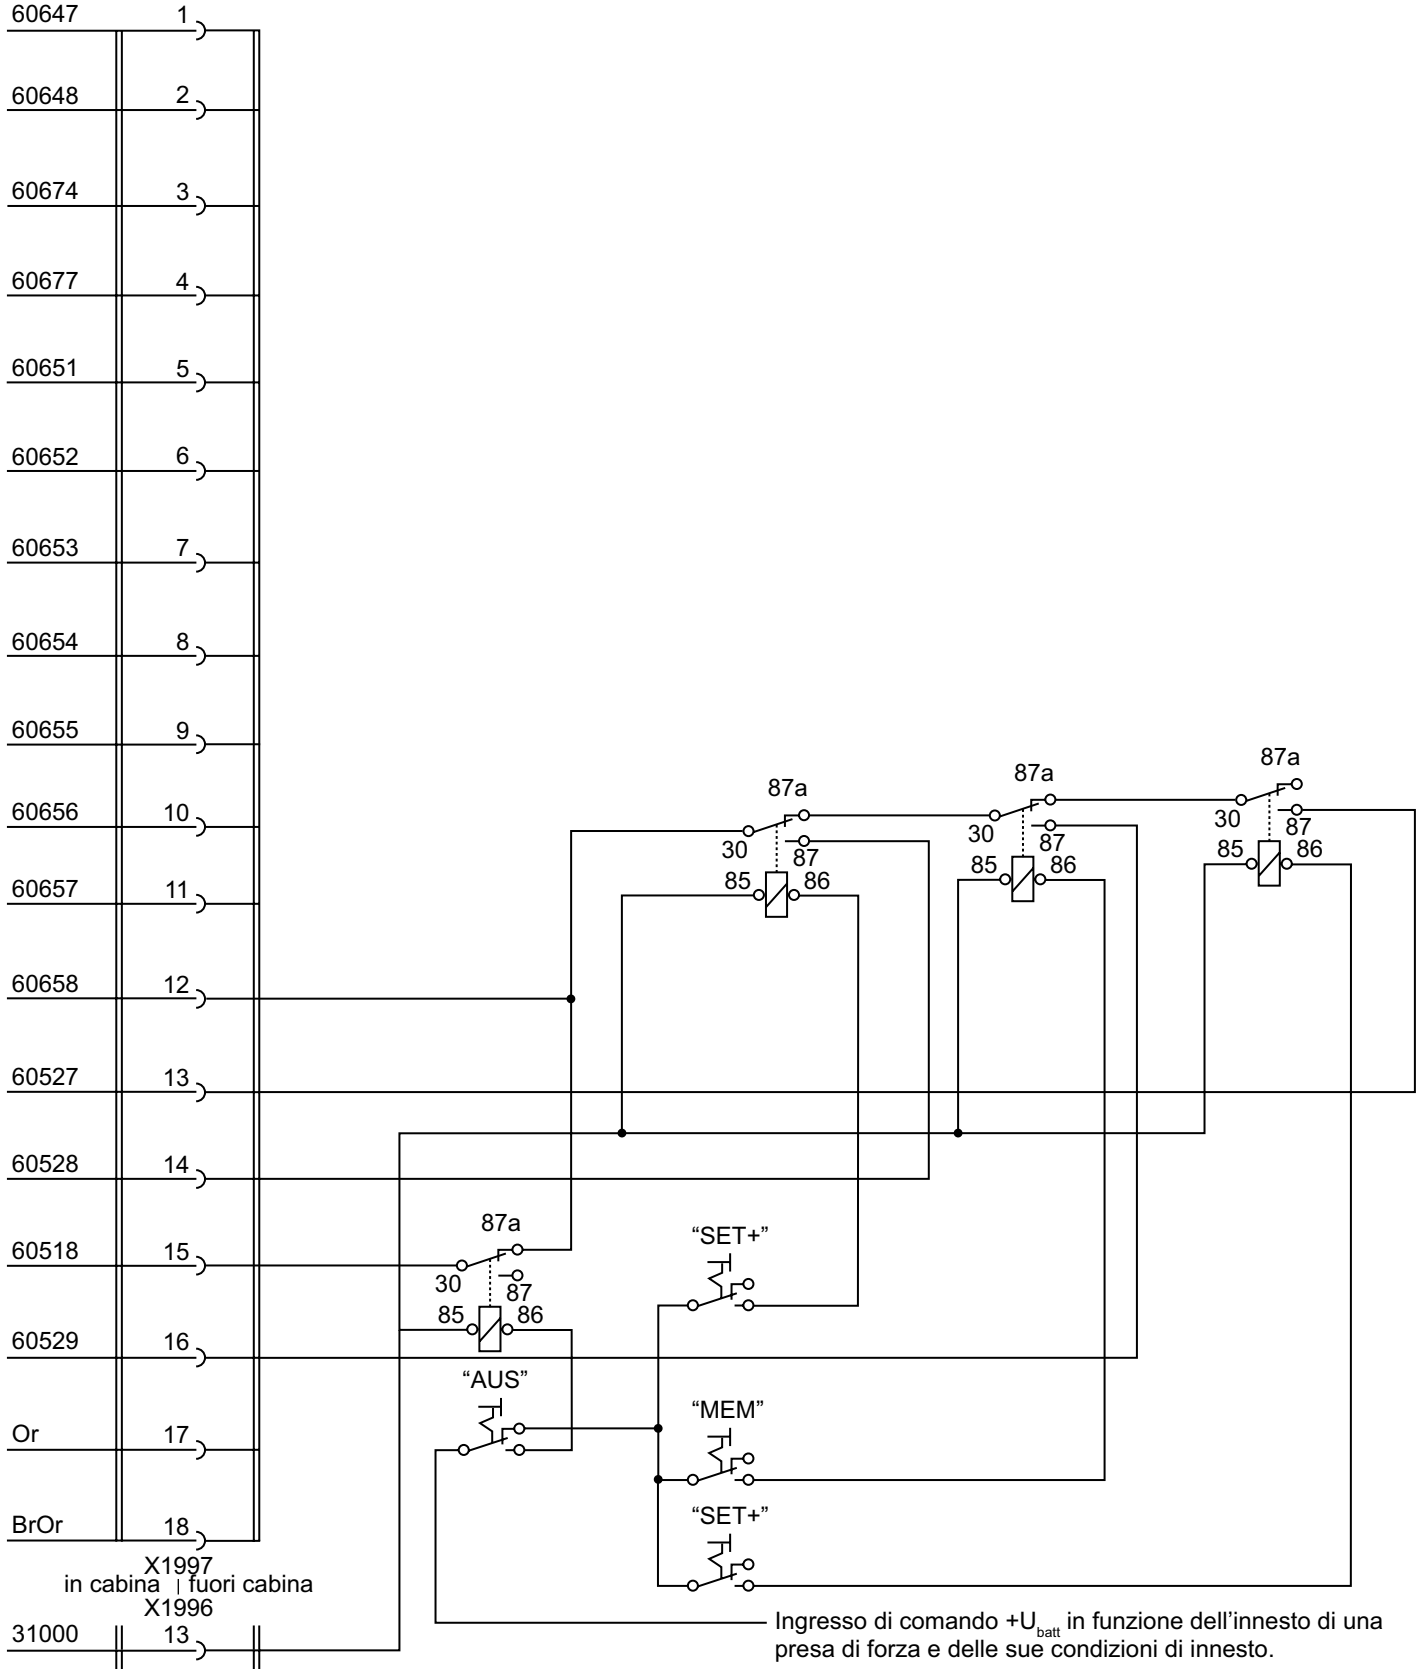 60647 1
60648 2
60674 3
60677 4
60651 5
60652 6
60653 7
60654 8
60655 9
87a
87a
87a
60656 10
30 87
30 87
30 87
85 86
85 86
85 86
60657 11
60658 12
60527 13
60528 14
87a
“SET+”
60518 15
30 87
85 86
60529 16
“AUS”
“MEM”
Or 17
“SET+”
BrOr 18
X1997
in cabina | fuori cabina
X1996
31000 13
Ingresso di comando +Ubatt in funzione dell'innesto di una
presa di forza e delle sue condizioni di innesto.